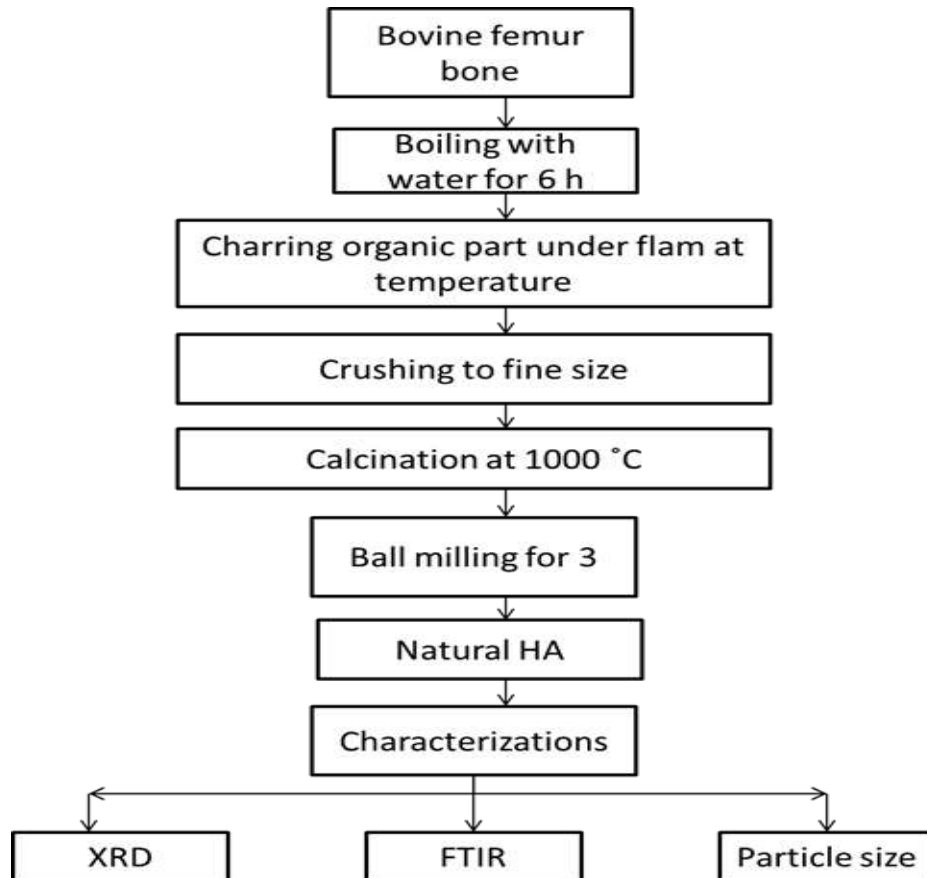 Bovine femur
bone
Boiling with
water for 6 h
Charring organic part under flam at
temperature
Crushing to fine size
Calcination at 1000 ˚C
Ball milling for 3
Natural HA
Characterizations
XRD
FTIR
Particle size